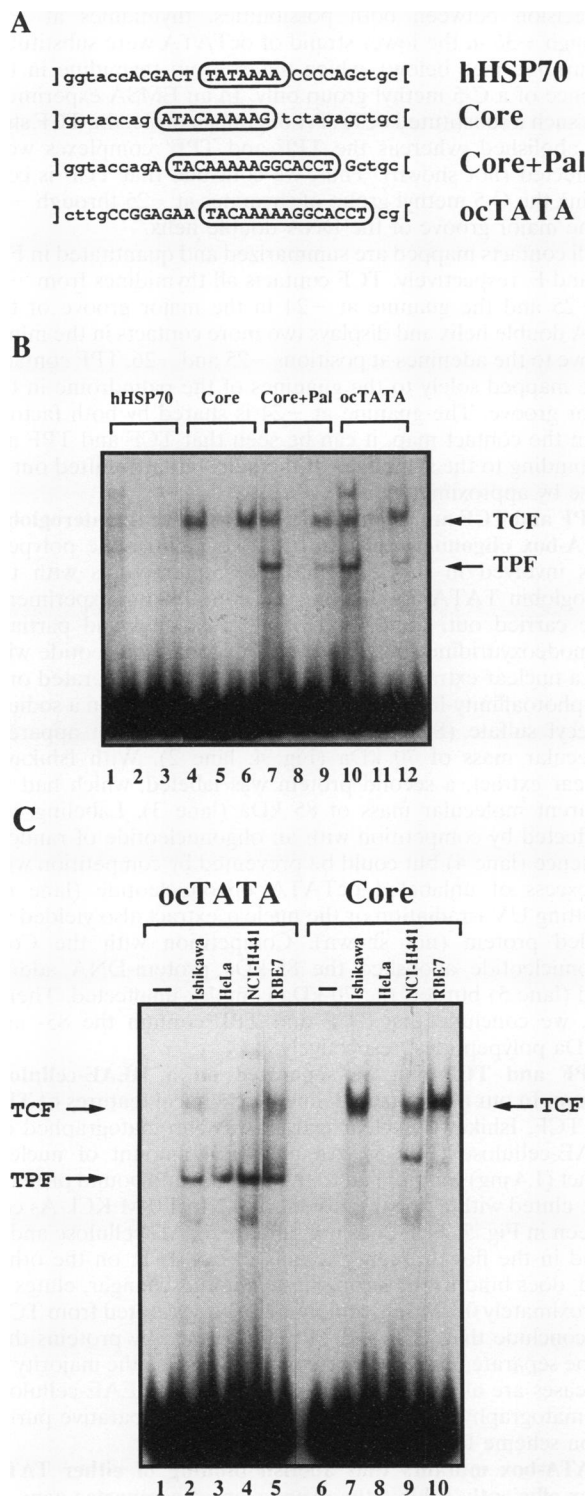 A
]ggtaccACGACT TATAAAA CCCCAGctgc[ hHSP70
]ggtaccag ATACAAAAAG tctagagctgc[ Core
]ggtaccAGA TACAAAAAGGCACCT Gctgc[ Core+Pal
]cttgCCGGAGAA TACAAAAAGGCACCT cg[ ocTATA
B
hHSP70 Core Core+Pal ocTATA
TCF
TPF
1 2 3 4 5 6 7 8 9 10 11 12
C
ocTATA Core
– Ishikawa HeLa NCI-H441 RBE7 – Ishikawa HeLa NCI-H441 RBE7
TCF TCF
TPF
1 2 3 4 5 6 7 8 9 10